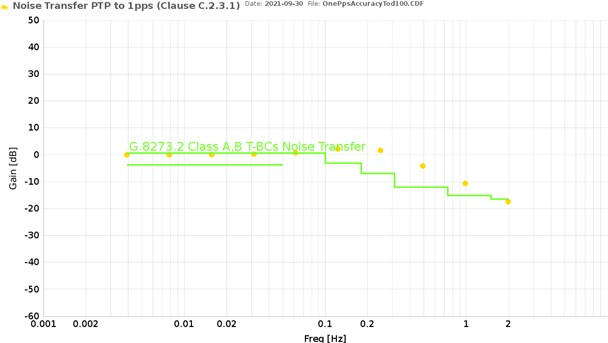 Noise Transfer PTP to 1pps (Clause C.2.3.1) Date: 2021-09-30 File: OnePpsAccuracyTod100.CDF
50
40
30
20
10
G.8273.2 Class A,B T-BCs Noise Transfer
0
-10
-20
-30
-40
-50
-60
Gain [dB]
0.001 0.002 0.01 0.02 0.1 0.2 1 2
Freq [Hz]